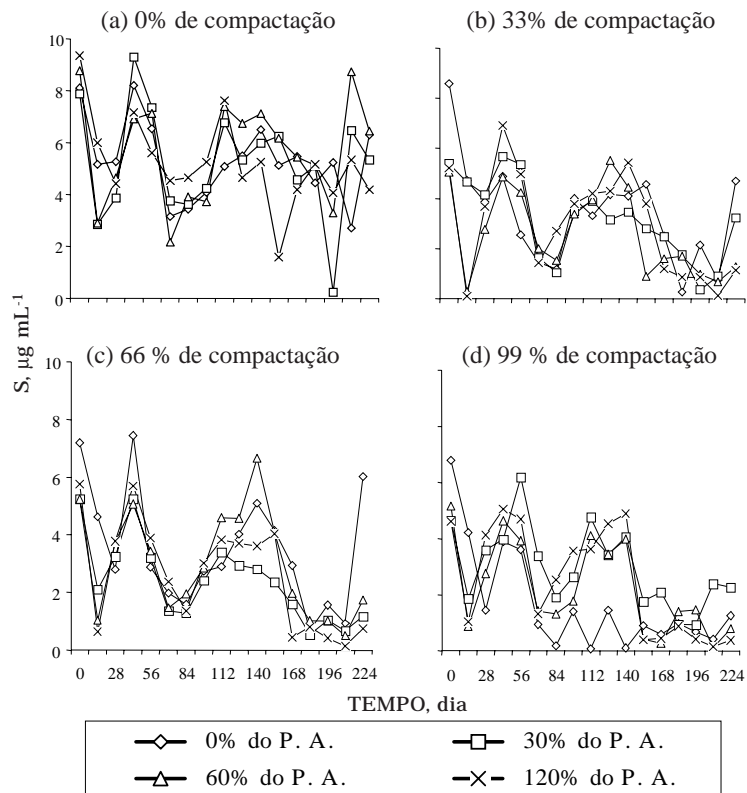 (a) 0% de compactação
(b) 33% de compactação
10
8
6
4
2
0
(c) 66 % de compactação
(d) 99 % de compactação
S, µg mL-1
10
8
6
4
2
0
0 28 56 84 112 140 168 196 224
0 28 56 84 112 140 168 196 224
TEMPO, dia
0% do P. A.
30% do P. A.
60% do P. A.
120% do P. A.